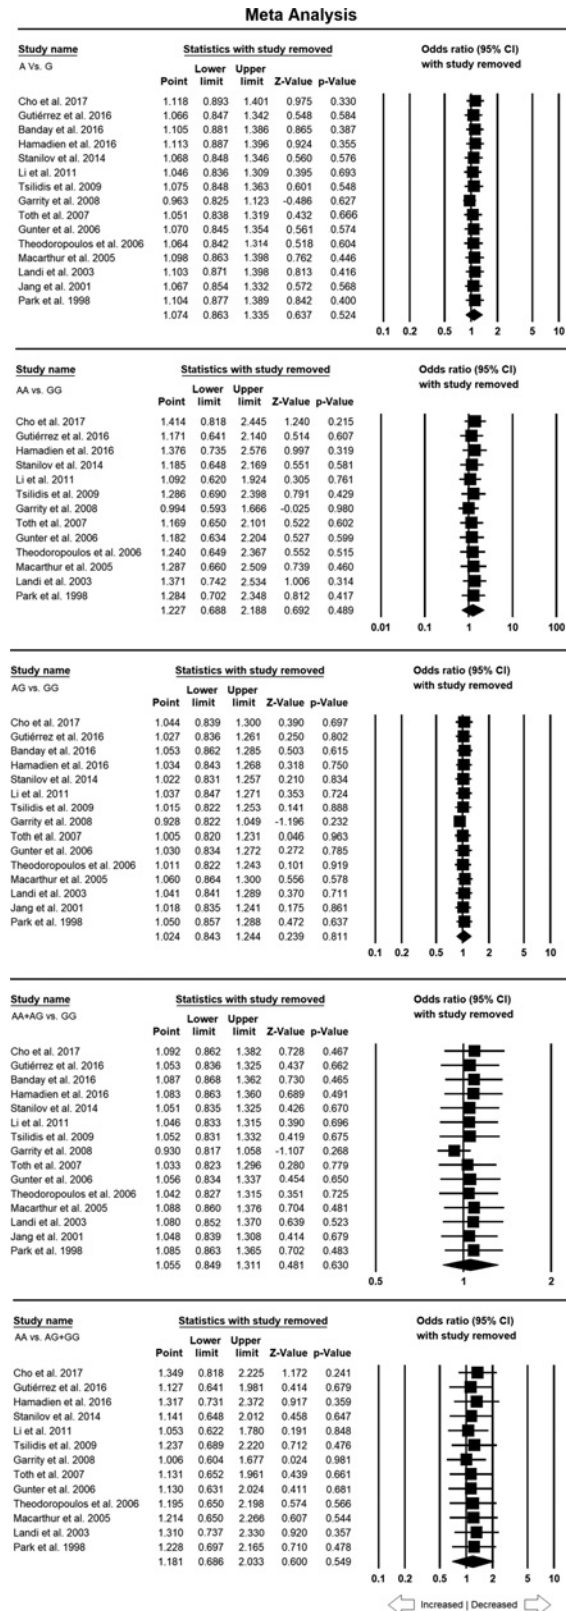 Meta Analysis
Study name Statistics with study removed Odds ratio (95% CI)
A Vs. G with study removed
Lower Upper
Point limit limit Z-Value p-Value
Cho et al. 2017 1.118 0.893 1.401 0.975 0.330
Gutiérrez et al. 2016 1.066 0.847 1.342 0.548 0.584
Banday et al. 2016 1.105 0.881 1.386 0.865 0.387
Hamadien et al. 2016 1.113 0.887 1.396 0.924 0.355
Stanilov et al. 2014 1.068 0.848 1.346 0.560 0.576
Li et al. 2011 1.046 0.836 1.309 0.395 0.693
Tsilidis et al. 2009 1.075 0.848 1.363 0.601 0.548
Garrity et al. 2008 0.963 0.825 1.123 -0.486 0.627
Toth et al. 2007 1.051 0.838 1.319 0.432 0.666
Gunter et al. 2006 1.070 0.845 1.354 0.561 0.574
Theodoropoulos et al. 2006 1.064 0.842 1.314 0.518 0.604
Macarthur et al. 2005 1.098 0.863 1.398 0.762 0.446
Landi et al. 2003 1.103 0.871 1.398 0.813 0.416
Jang et al. 2001 1.067 0.854 1.332 0.572 0.568
Park et al. 1998 1.104 0.877 1.389 0.842 0.400
1.074 0.863 1.335 0.637 0.524
0.1 0.2 0.5 1 2 5 10
Study name Statistics with study removed Odds ratio (95% CI)
AA vs. GG with study removed
Lower Upper
Point limit limit Z-Value p-Value
Cho et al. 2017 1.414 0.818 2.445 1.240 0.215
Gutiérrez et al. 2016 1.171 0.641 2.140 0.514 0.607
Hamadien et al. 2016 1.376 0.735 2.576 0.997 0.319
Stanilov et al. 2014 1.185 0.648 2.169 0.551 0.581
Li et al. 2011 1.092 0.620 1.924 0.305 0.761
Tsilidis et al. 2009 1.286 0.690 2.398 0.791 0.429
Garrity et al. 2008 0.994 0.593 1.666 -0.025 0.980
Toth et al. 2007 1.169 0.650 2.101 0.522 0.602
Gunter et al. 2006 1.182 0.634 2.204 0.527 0.599
Theodoropoulos et al. 2006 1.240 0.649 2.367 0.552 0.515
Macarthur et al. 2005 1.287 0.660 2.509 0.739 0.460
Landi et al. 2003 1.371 0.742 2.534 1.006 0.314
Park et al. 1998 1.284 0.702 2.348 0.812 0.417
1.227 0.688 2.188 0.692 0.489
0.01 0.1 1 10 100
Study name Statistics with study removed Odds ratio (95% CI)
AG vs. GG with study removed
Lower Upper
Point limit limit Z-Value p-Value
Cho et al. 2017 1.044 0.839 1.300 0.390 0.697
Gutiérrez et al. 2016 1.027 0.836 1.261 0.250 0.802
Banday et al. 2016 1.053 0.862 1.285 0.503 0.615
Hamadien et al. 2016 1.034 0.843 1.268 0.318 0.750
Stanilov et al. 2014 1.022 0.831 1.257 0.210 0.834
Li et al. 2011 1.037 0.847 1.271 0.353 0.724
Tsilidis et al. 2009 1.015 0.822 1.253 0.141 0.888
Garrity et al. 2008 0.928 0.822 1.049 -1.196 0.232
Toth et al. 2007 1.005 0.820 1.231 0.046 0.963
Gunter et al. 2006 1.030 0.834 1.272 0.272 0.785
Theodoropoulos et al. 2006 1.011 0.822 1.243 0.101 0.919
Macarthur et al. 2005 1.060 0.864 1.300 0.556 0.578
Landi et al. 2003 1.041 0.841 1.289 0.370 0.711
Jang et al. 2001 1.018 0.835 1.241 0.175 0.861
Park et al. 1998 1.050 0.857 1.288 0.472 0.637
1.024 0.843 1.244 0.239 0.811
0.1 0.2 0.5 1 2 5 10
Study name Statistics with study removed Odds ratio (95% CI)
AA+AG vs. GG with study removed
Lower Upper
Point limit limit Z-Value p-Value
Cho et al. 2017 1.092 0.862 1.382 0.728 0.467
Gutiérrez et al. 2016 1.053 0.836 1.325 0.437 0.662
Banday et al. 2016 1.087 0.868 1.362 0.730 0.465
Hamadien et al. 2016 1.083 0.863 1.360 0.689 0.491
Stanilov et al. 2014 1.051 0.835 1.325 0.426 0.670
Li et al. 2011 1.046 0.833 1.315 0.390 0.696
Tsilidis et al. 2009 1.052 0.831 1.332 0.419 0.675
Garrity et al. 2008 0.930 0.817 1.058 -1.107 0.268
Toth et al. 2007 1.033 0.823 1.296 0.280 0.779
Gunter et al. 2006 1.056 0.834 1.337 0.454 0.650
Theodoropoulos et al. 2006 1.042 0.827 1.315 0.351 0.725
Macarthur et al. 2005 1.088 0.860 1.376 0.704 0.481
Landi et al. 2003 1.080 0.852 1.370 0.639 0.523
Jang et al. 2001 1.048 0.839 1.308 0.414 0.679
Park et al. 1998 1.085 0.863 1.365 0.702 0.483
1.055 0.849 1.311 0.481 0.630
0.5 1 2
Study name Statistics with study removed Odds ratio (95% CI)
AA vs. AG+GG with study removed
Lower Upper
Point limit limit Z-Value p-Value
Cho et al. 2017 1.349 0.818 2.225 1.172 0.241
Gutiérrez et al. 2016 1.127 0.641 1.981 0.414 0.679
Hamadien et al. 2016 1.317 0.731 2.372 0.917 0.359
Stanilov et al. 2014 1.141 0.648 2.012 0.458 0.647
Li et al. 2011 1.053 0.622 1.780 0.191 0.848
Tsilidis et al. 2009 1.237 0.689 2.220 0.712 0.476
Garrity et al. 2008 1.006 0.604 1.677 0.024 0.981
Toth et al. 2007 1.131 0.652 1.961 0.439 0.661
Gunter et al. 2006 1.130 0.631 2.024 0.411 0.681
Theodoropoulos et al. 2006 1.195 0.650 2.198 0.574 0.566
Macarthur et al. 2005 1.214 0.650 2.266 0.607 0.544
Landi et al. 2003 1.310 0.737 2.330 0.920 0.357
Park et al. 1998 1.228 0.697 2.165 0.710 0.478
1.181 0.686 2.033 0.600 0.549
0.1 0.2 0.5 1 2 5 10
Increased | Decreased